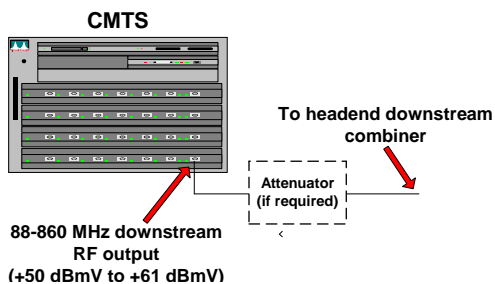 CMTS
To headend downstream
combiner
Attenuator
(if required)
88-860 MHz downstream
RF output
(+50 dBmV to +61 dBmV)